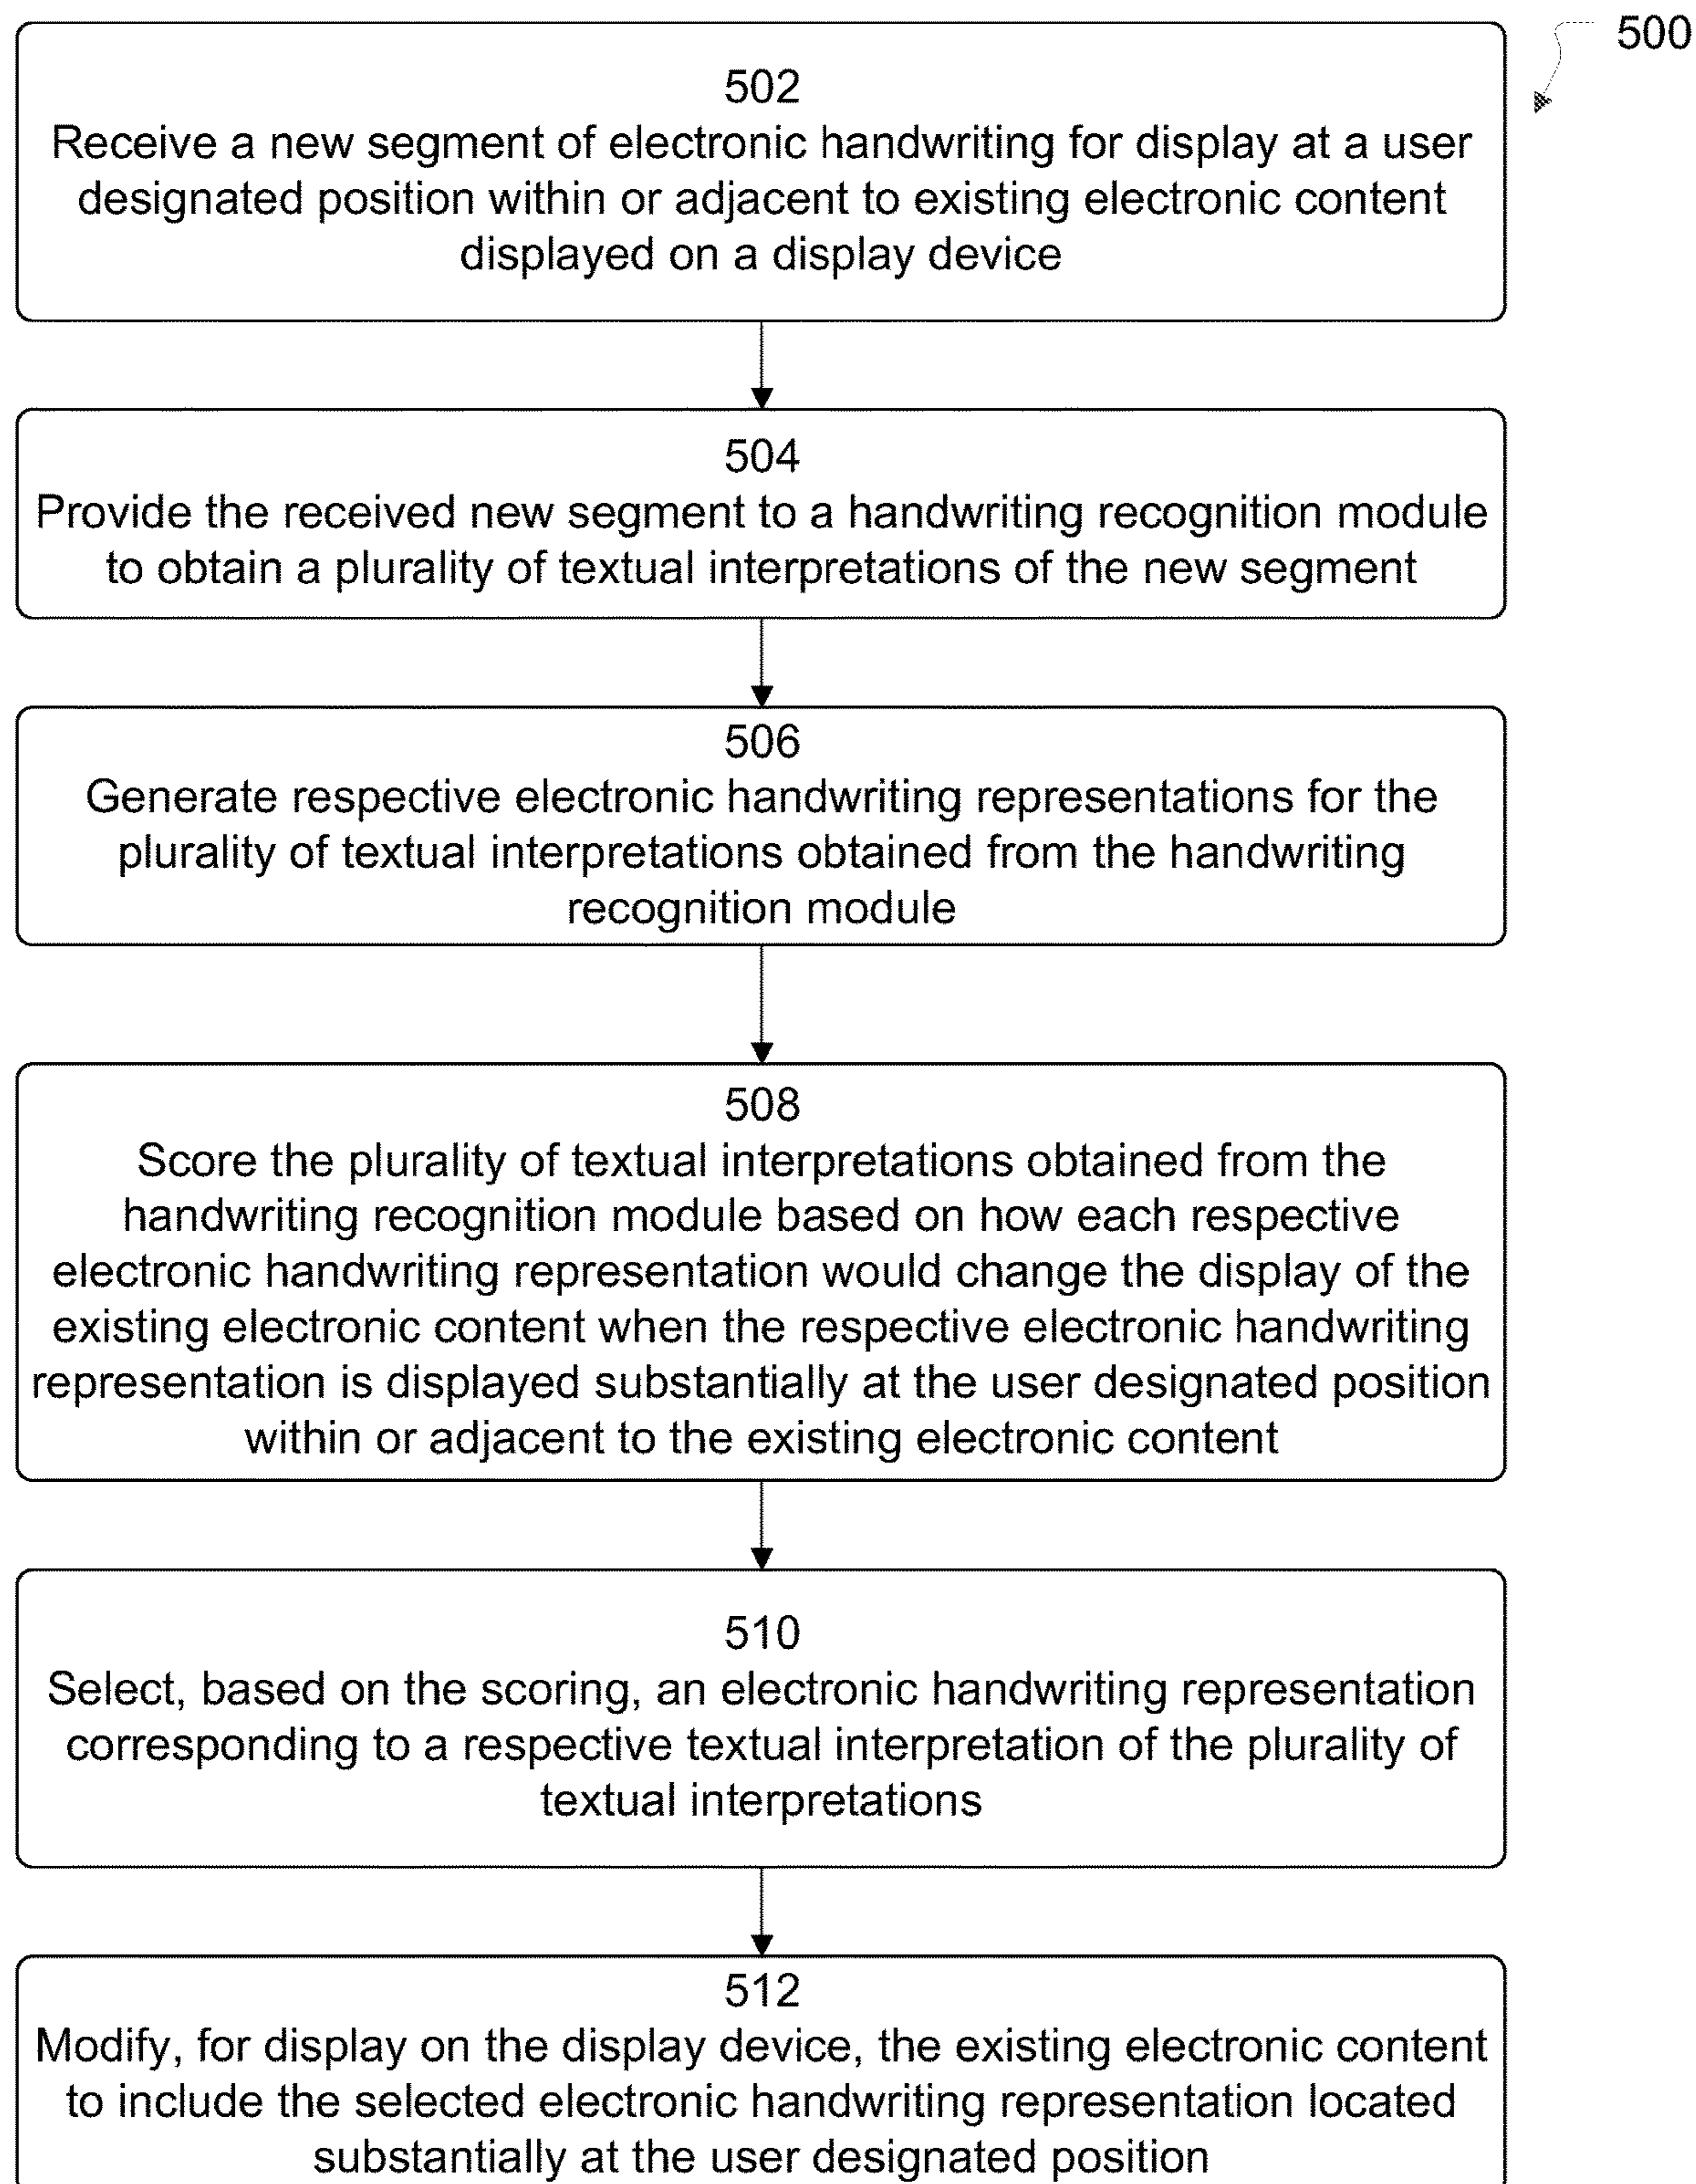 500
502
Receive a new segment of electronic handwriting for display at a user
designated position within or adjacent to existing electronic content
displayed on a display device
504
Provide the received new segment to a handwriting recognition module
to obtain a plurality of textual interpretations of the new segment
506
Generate respective electronic handwriting representations for the
plurality of textual interpretations obtained from the handwriting
recognition module
508
Score the plurality of textual interpretations obtained from the
handwriting recognition module based on how each respective
electronic handwriting representation would change the display of the
existing electronic content when the respective electronic handwriting
representation is displayed substantially at the user designated position
within or adjacent to the existing electronic content
510
Select, based on the scoring, an electronic handwriting representation
corresponding to a respective textual interpretation of the plurality of
textual interpretations
512
Modify, for display on the display device, the existing electronic content
to include the selected electronic handwriting representation located
substantially at the user designated position